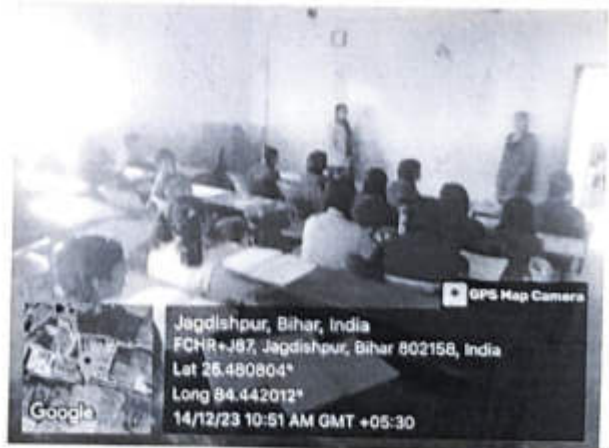 GPS Map Camera
Jagdishpur, Bihar, India
FCHR+J87, Jagdishpur, Bihar 802158, India
Lat 25.480804°
Long 84.442012°
14/12/23 10:51 AM GMT +05:30
Google